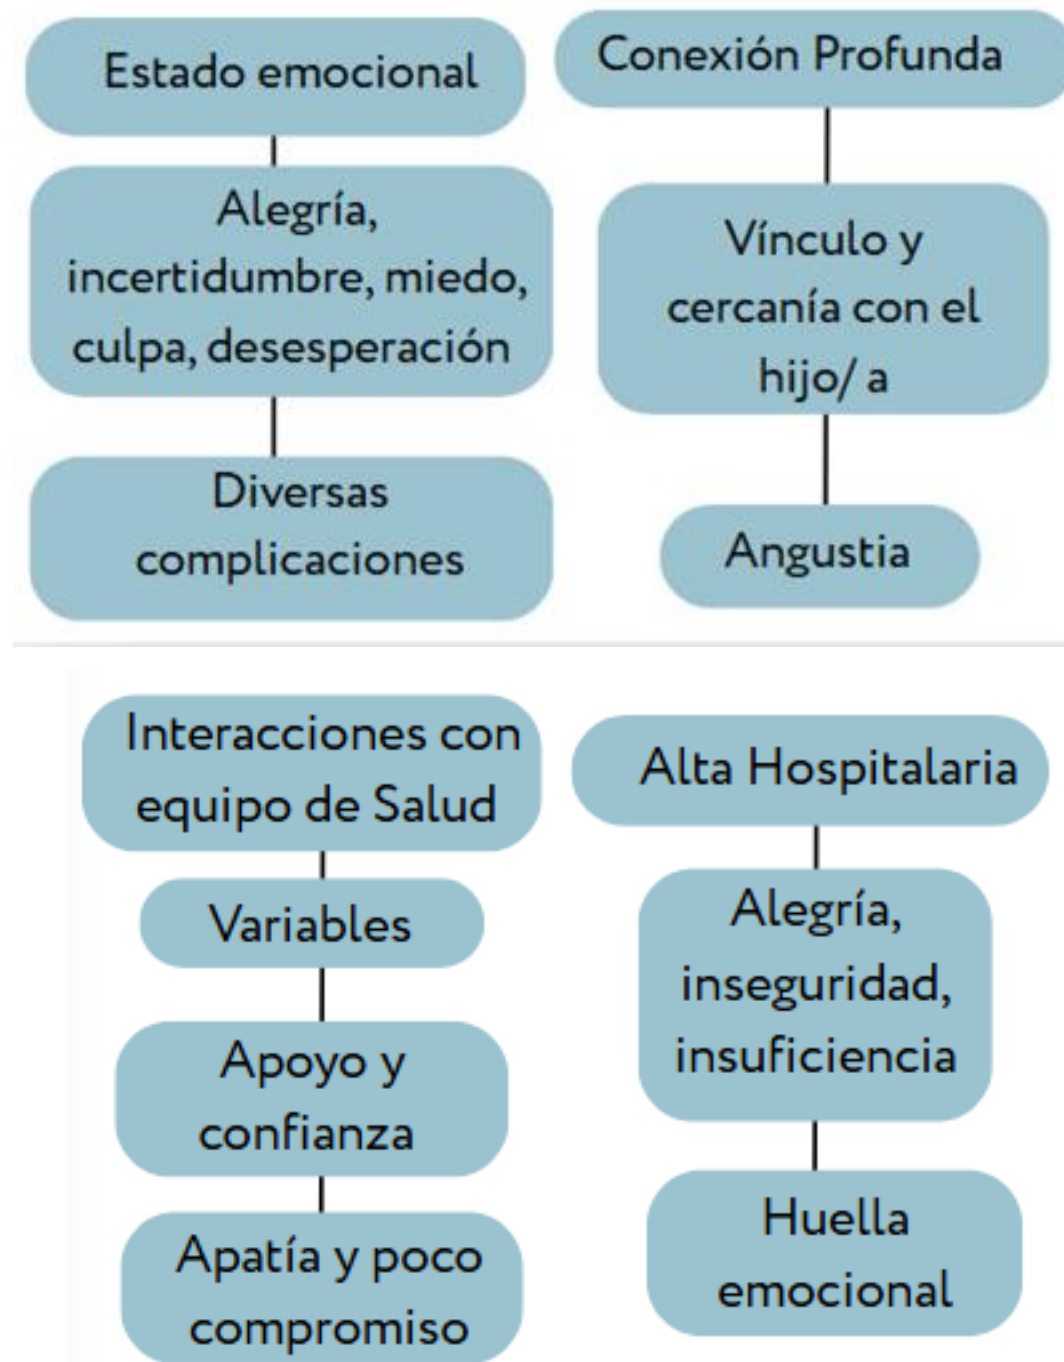 Estado emocional
Alegría,
incertidumbre, miedo,
culpa, desesperación
Diversas
complicaciones
Conexión Profunda
Vínculo y
cercanía con el
hijo/ a
Angustia
Interacciones con
equipo de Salud
Variables
Apoyo y
confianza
Apatía y poco
compromiso
Alta Hospitalaria
Alegría,
inseguridad,
insuficiencia
Huella
emocional